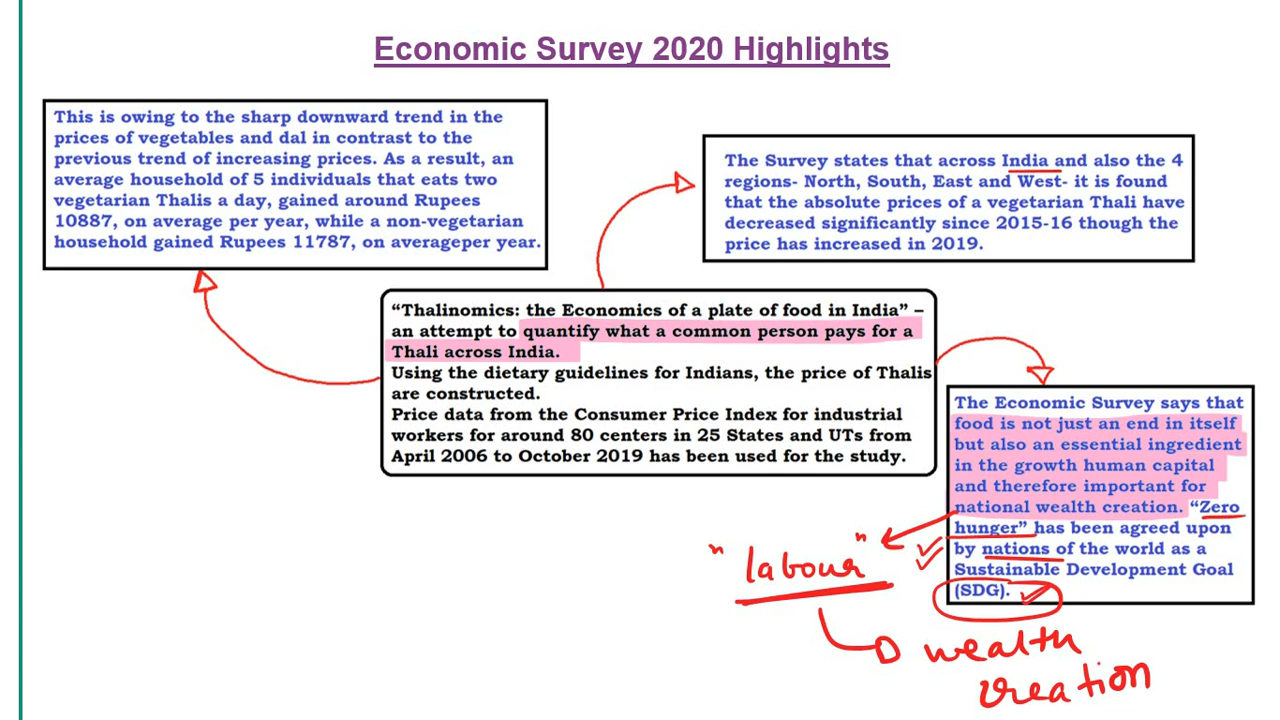 Economic Survey 2020 Highlights
This is owing to the sharp downward trend in the
prices of vegetables and dal in contrast to the
previous trend of increasing prices. As a result, an
average household of 5 individuals that eats two
vegetarian Thalis a day, gained around Rupees
10887, on average per year, while a non-vegetarian
household gained Rupees 11787, on averageper year.
The Survey states that across India and also the 4
regions- North, South, East and West- it is found
that the absolute prices of a vegetarian Thali have
decreased significantly since 2015-16 though the
price has increased in 2019.
“Thalinomics: the Economics of a plate of food in India” –
an attempt to quantify what a common person pays for a
Thali across India.
Using the dietary guidelines for Indians, the price of Thalis
are constructed.
Price data from the Consumer Price Index for industrial
workers for around 80 centers in 25 States and UTs from
April 2006 to October 2019 has been used for the study.
The Economic Survey says that
food is not just an end in itself
but also an essential ingredient
in the growth human capital
and therefore important for
national wealth creation. “Zero
hunger” has been agreed upon
by nations of the world as a
Sustainable Development Goal
(SDG).
"labour"
wealth
creation